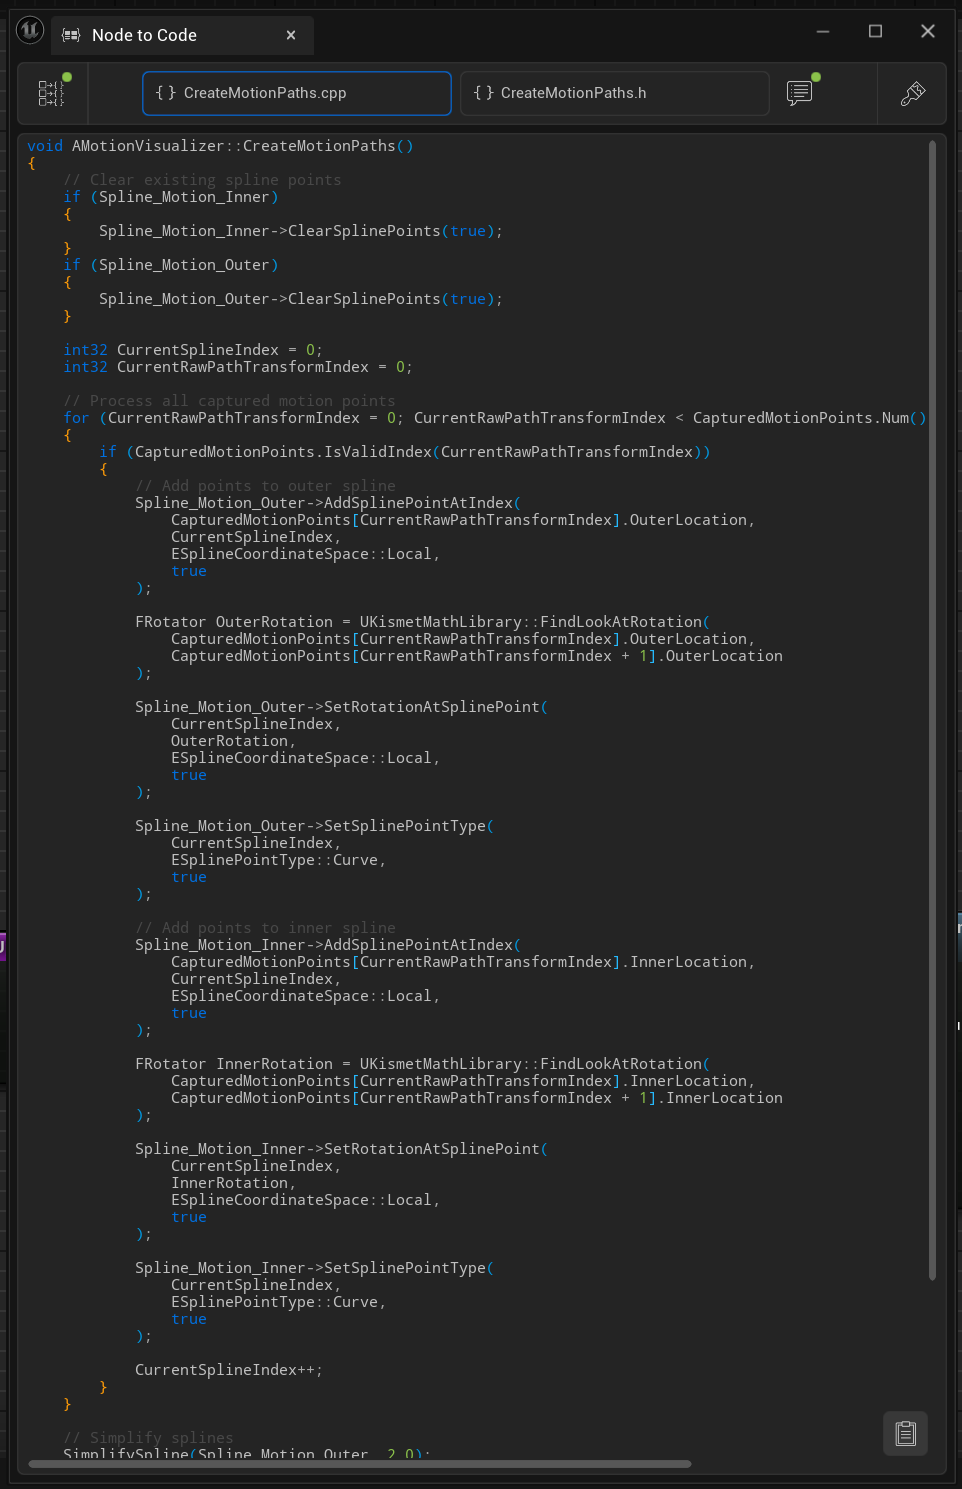 Node to Code
{ } CreateMotionPaths.cpp
{ } CreateMotionPaths.h
void AMotionVisualizer::CreateMotionPaths()
{
    // Clear existing spline points
    if (Spline_Motion_Inner)
    {
        Spline_Motion_Inner->ClearSplinePoints(true);
    }
    if (Spline_Motion_Outer)
    {
        Spline_Motion_Outer->ClearSplinePoints(true);
    }

    int32 CurrentSplineIndex = 0;
    int32 CurrentRawPathTransformIndex = 0;

    // Process all captured motion points
    for (CurrentRawPathTransformIndex = 0; CurrentRawPathTransformIndex < CapturedMotionPoints.Num()
    {
        if (CapturedMotionPoints.IsValidIndex(CurrentRawPathTransformIndex))
        {
            // Add points to outer spline
            Spline_Motion_Outer->AddSplinePointAtIndex(
                CapturedMotionPoints[CurrentRawPathTransformIndex].OuterLocation,
                CurrentSplineIndex,
                ESplineCoordinateSpace::Local,
                true
            );

            FRotator OuterRotation = UKismetMathLibrary::FindLookAtRotation(
                CapturedMotionPoints[CurrentRawPathTransformIndex].OuterLocation,
                CapturedMotionPoints[CurrentRawPathTransformIndex + 1].OuterLocation
            );

            Spline_Motion_Outer->SetRotationAtSplinePoint(
                CurrentSplineIndex,
                OuterRotation,
                ESplineCoordinateSpace::Local,
                true
            );

            Spline_Motion_Outer->SetSplinePointType(
                CurrentSplineIndex,
                ESplinePointType::Curve,
                true
            );

            // Add points to inner spline
            Spline_Motion_Inner->AddSplinePointAtIndex(
                CapturedMotionPoints[CurrentRawPathTransformIndex].InnerLocation,
                CurrentSplineIndex,
                ESplineCoordinateSpace::Local,
                true
            );

            FRotator InnerRotation = UKismetMathLibrary::FindLookAtRotation(
                CapturedMotionPoints[CurrentRawPathTransformIndex].InnerLocation,
                CapturedMotionPoints[CurrentRawPathTransformIndex + 1].InnerLocation
            );

            Spline_Motion_Inner->SetRotationAtSplinePoint(
                CurrentSplineIndex,
                InnerRotation,
                ESplineCoordinateSpace::Local,
                true
            );

            Spline_Motion_Inner->SetSplinePointType(
                CurrentSplineIndex,
                ESplinePointType::Curve,
                true
            );

            CurrentSplineIndex++;
        }
    }

    // Simplify splines
    SimplifySpline(Spline_Motion_Outer, 2.0);